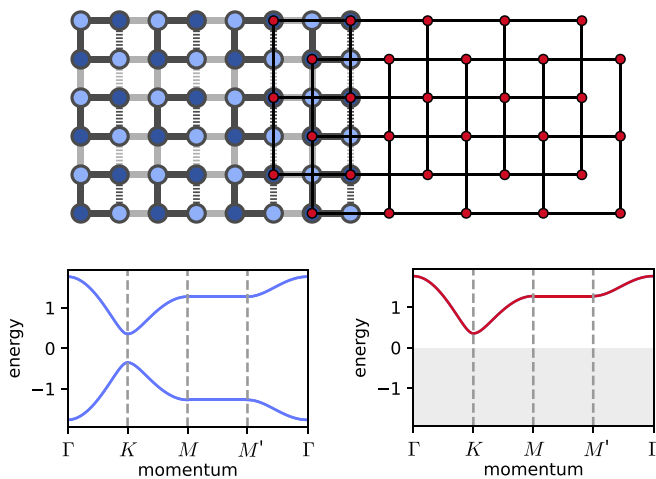 1
0
−1
energy
Γ K M M' Γ
momentum
1
0
−1
energy
Γ K M M' Γ
momentum